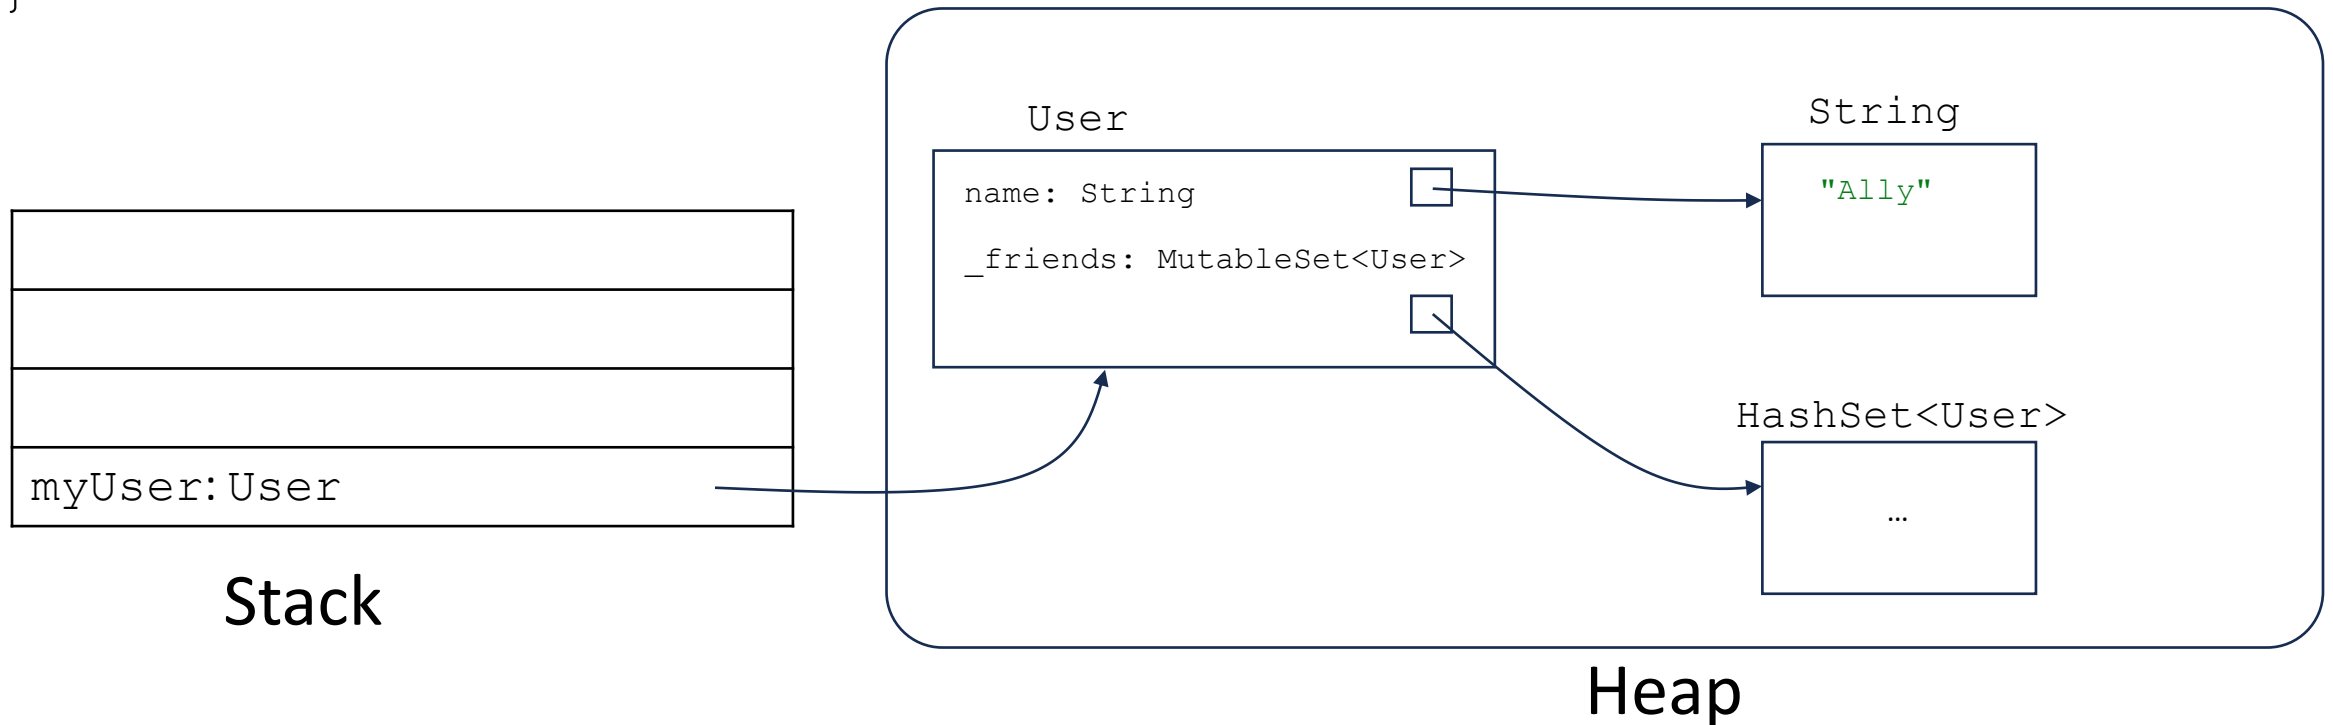 }
User
String
name: String
"Ally"
_friends: MutableSet<User>
HashSet<User>
myUser:User
…
Stack
Heap